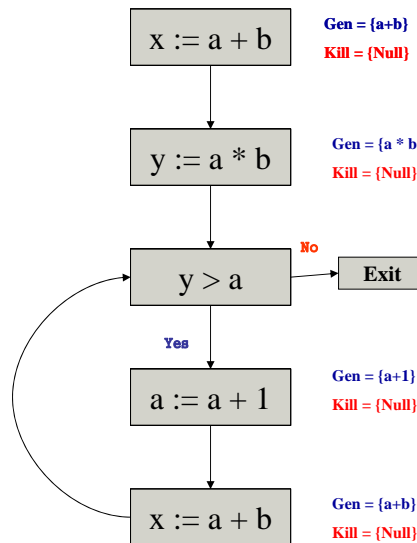 x := a + b
Gen = {a+b}
Kill = {Null}
y := a * b
Gen = {a * b
Kill = {Null}
y > a
No
Exit
Yes
a := a + 1
Gen = {a+1}
Kill = {Null}
x := a + b
Gen = {a+b}
Kill = {Null}